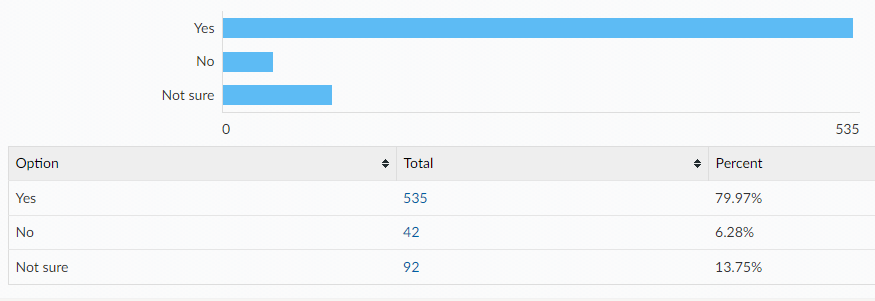 Yes
No
Not sure
0 535
Option Total Percent
Yes 535 79.97%
No 42 6.28%
Not sure 92 13.75%